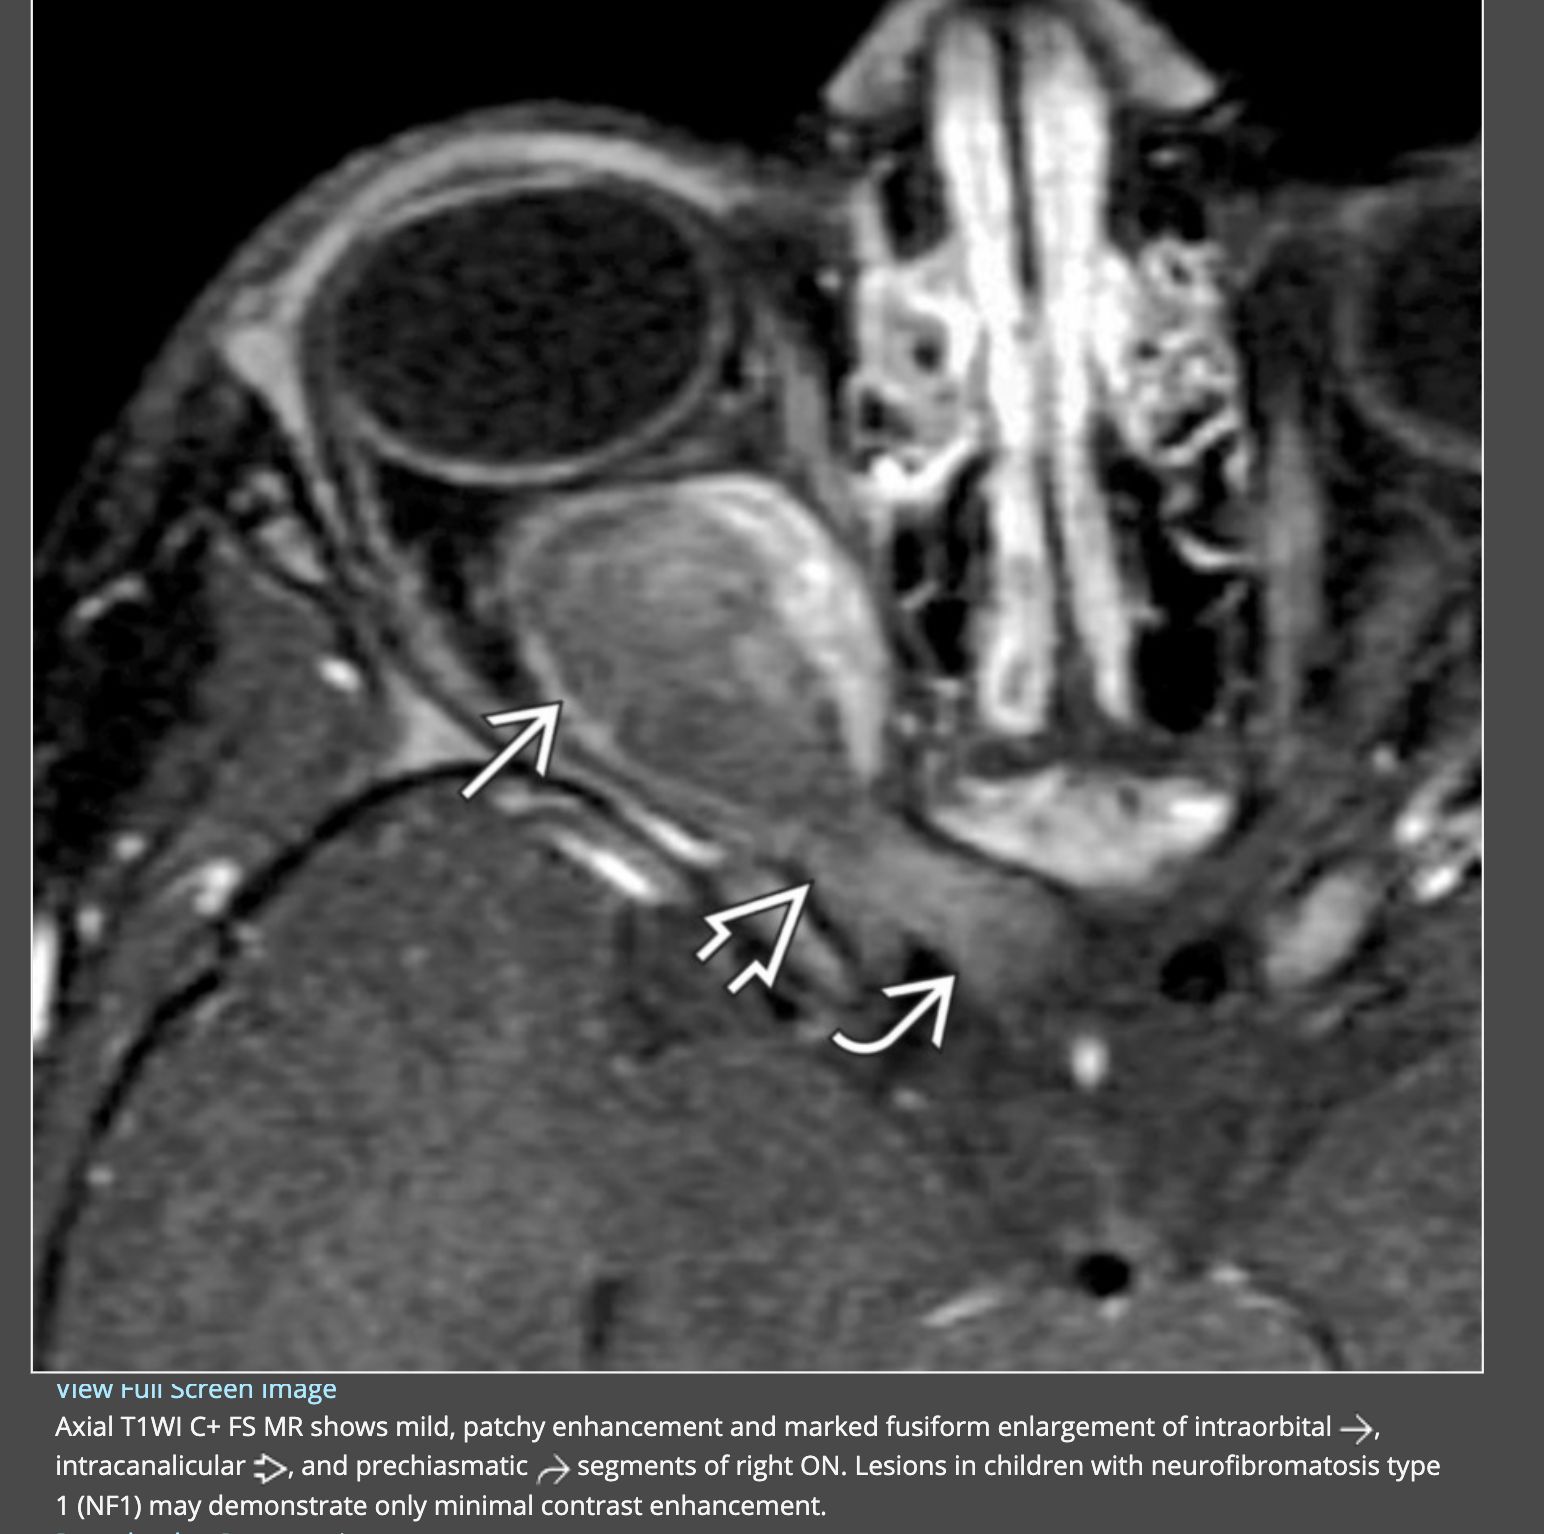 View Full Screen Image
Axial T1WI C+ FS MR shows mild, patchy enhancement and marked fusiform enlargement of intraorbital →,
intracanalicular ⮞, and prechiasmatic ↷ segments of right ON. Lesions in children with neurofibromatosis type
1 (NF1) may demonstrate only minimal contrast enhancement.